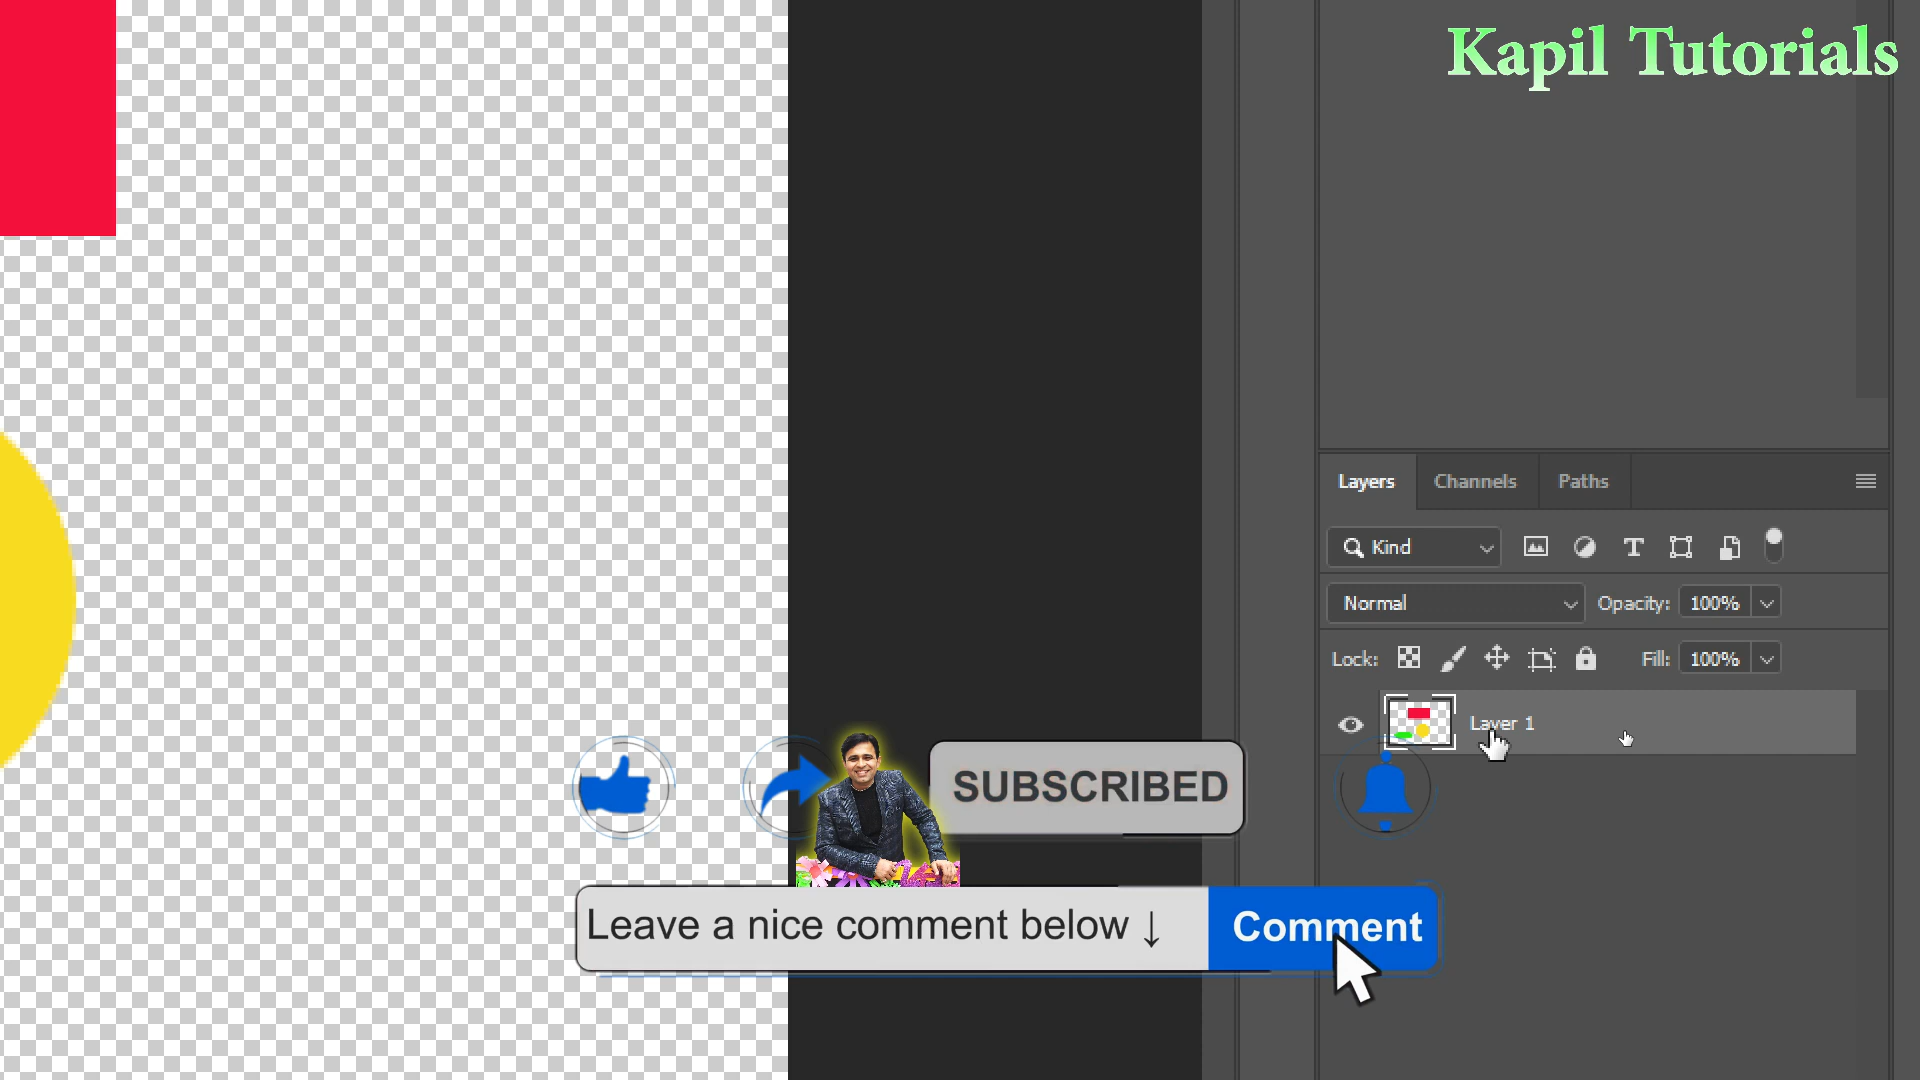 Kapil Tutorials
Layers Channels Paths
Kind
Normal Opacity: 100%
Lock: Fill: 100%
Layer 1
SUBSCRIBED
Leave a nice comment below ↓ Comment